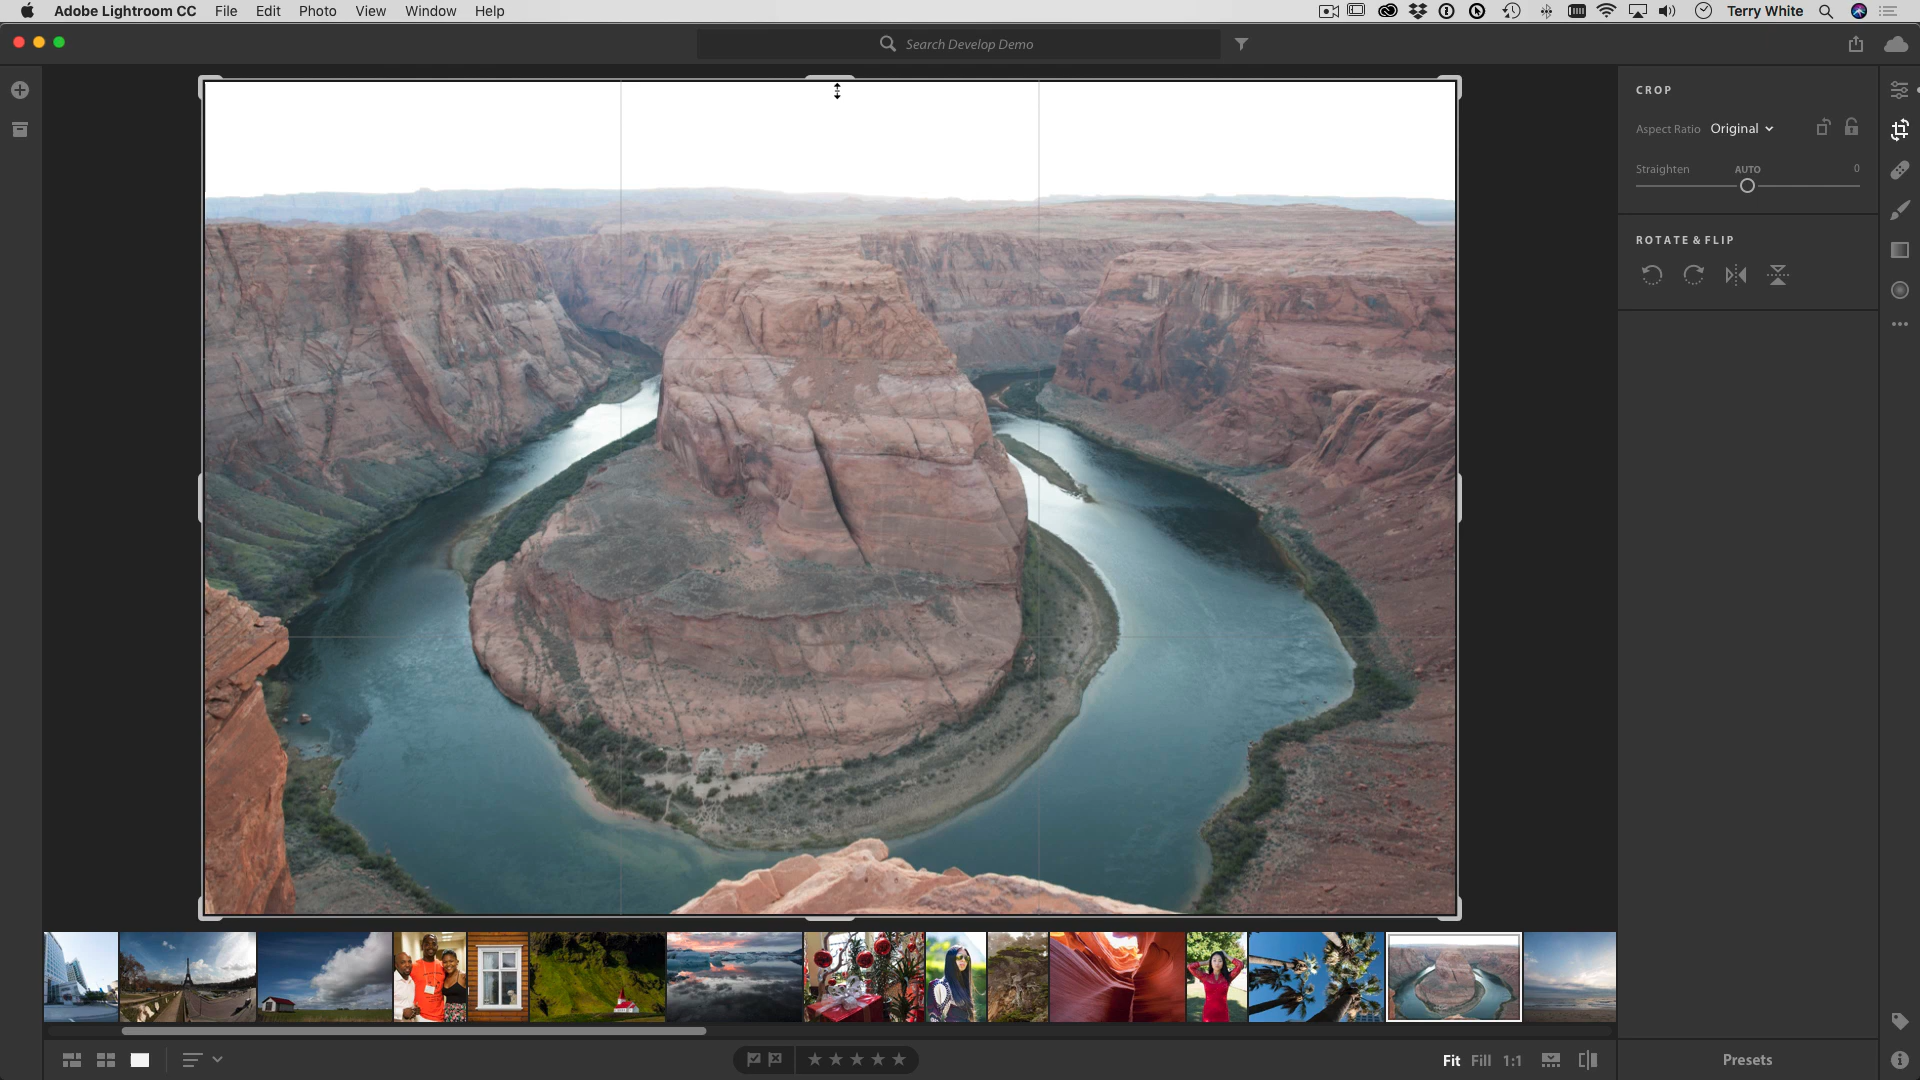 Adobe Lightroom CC File Edit Photo View Window Help Terry White
Search Develop Demo
CROP
Aspect Ratio Original
Straighten AUTO 0
ROTATE & FLIP
Fit Fill 1:1 Presets